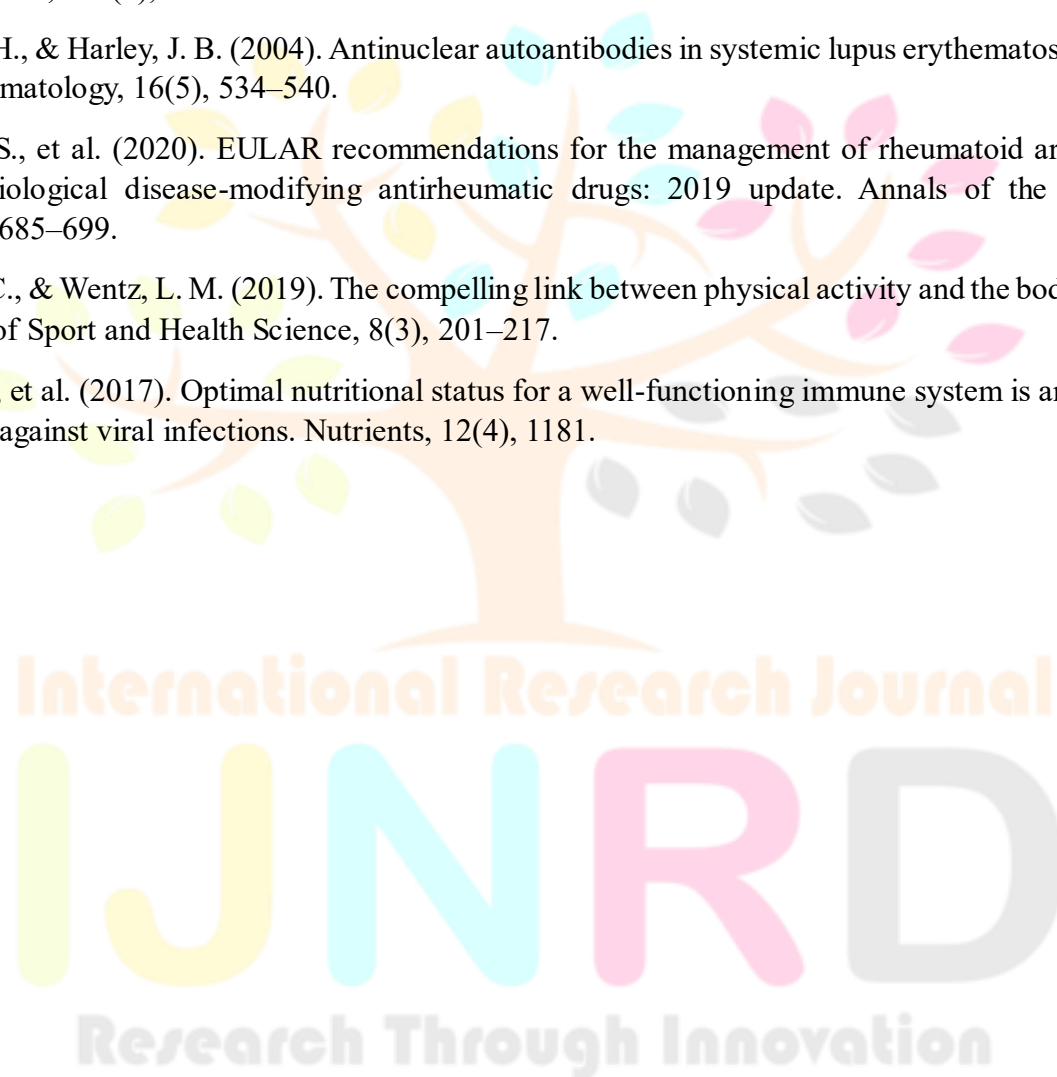 H., & Harley, J. B. (2004). Antinuclear autoantibodies in systemic lupus erythematos
matology, 16(5), 534–540.
S., et al. (2020). EULAR recommendations for the management of rheumatoid ar
iological disease-modifying antirheumatic drugs: 2019 update. Annals of the
685–699.
C., & Wentz, L. M. (2019). The compelling link between physical activity and the bod
of Sport and Health Science, 8(3), 201–217.
, et al. (2017). Optimal nutritional status for a well-functioning immune system is an
against viral infections. Nutrients, 12(4), 1181.
International Research Journal
IJNRD
Research Through Innovation